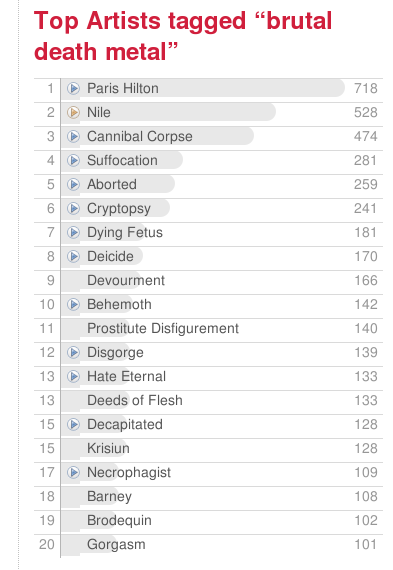 Top Artists tagged “brutal
death metal”
1 Paris Hilton 718
2 Nile 528
3 Cannibal Corpse 474
4 Suffocation 281
5 Aborted 259
6 Cryptopsy 241
7 Dying Fetus 181
8 Deicide 170
9 Devourment 166
10 Behemoth 142
11 Prostitute Disfigurement 140
12 Disgorge 139
13 Hate Eternal 133
13 Deeds of Flesh 133
15 Decapitated 128
15 Krisiun 128
17 Necrophagist 109
18 Barney 108
19 Brodequin 102
20 Gorgasm 101